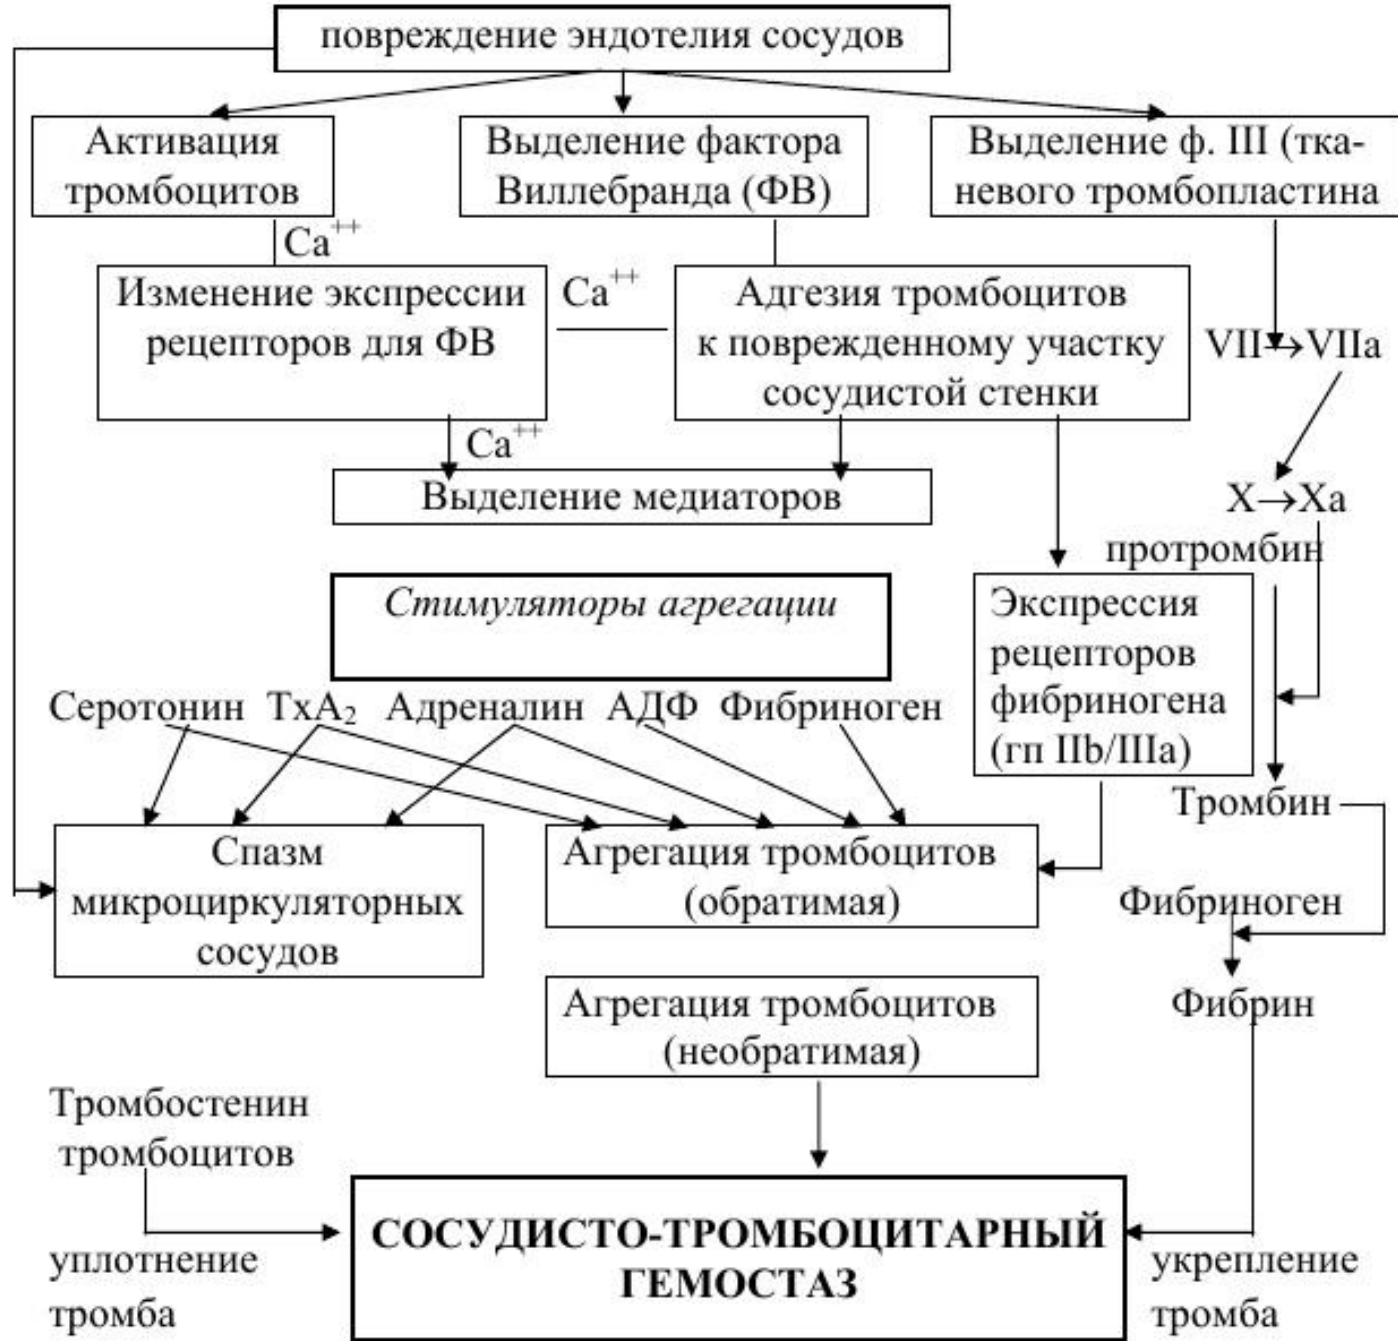 повреждение эндотелия сосудов
Активация
тромбоцитов
Выделение фактора
Виллебранда (ФВ)
Выделение ф. III (тка-
невого тромбопластина
Ca⁺⁺
Изменение экспрессии
рецепторов для ФВ
Ca⁺⁺
Адгезия тромбоцитов
к поврежденному участку
сосудистой стенки
VII→VIIa
Ca⁺⁺
Выделение медиаторов
X→Xa
протромбин
Стимуляторы агрегации
Экспрессия
рецепторов
фибриногена
(гп IIb/IIIa)
Серотонин TxA₂ Адреналин АДФ Фибриноген
Тромбин
Спазм
микроциркуляторных
сосудов
Агрегация тромбоцитов
(обратимая)
Фибриноген
Агрегация тромбоцитов
(необратимая)
Фибрин
Тромбостенин
тромбоцитов
СОСУДИСТО-ТРОМБОЦИТАРНЫЙ
ГЕМОСТАЗ
уплотнение
тромба
укрепление
тромба